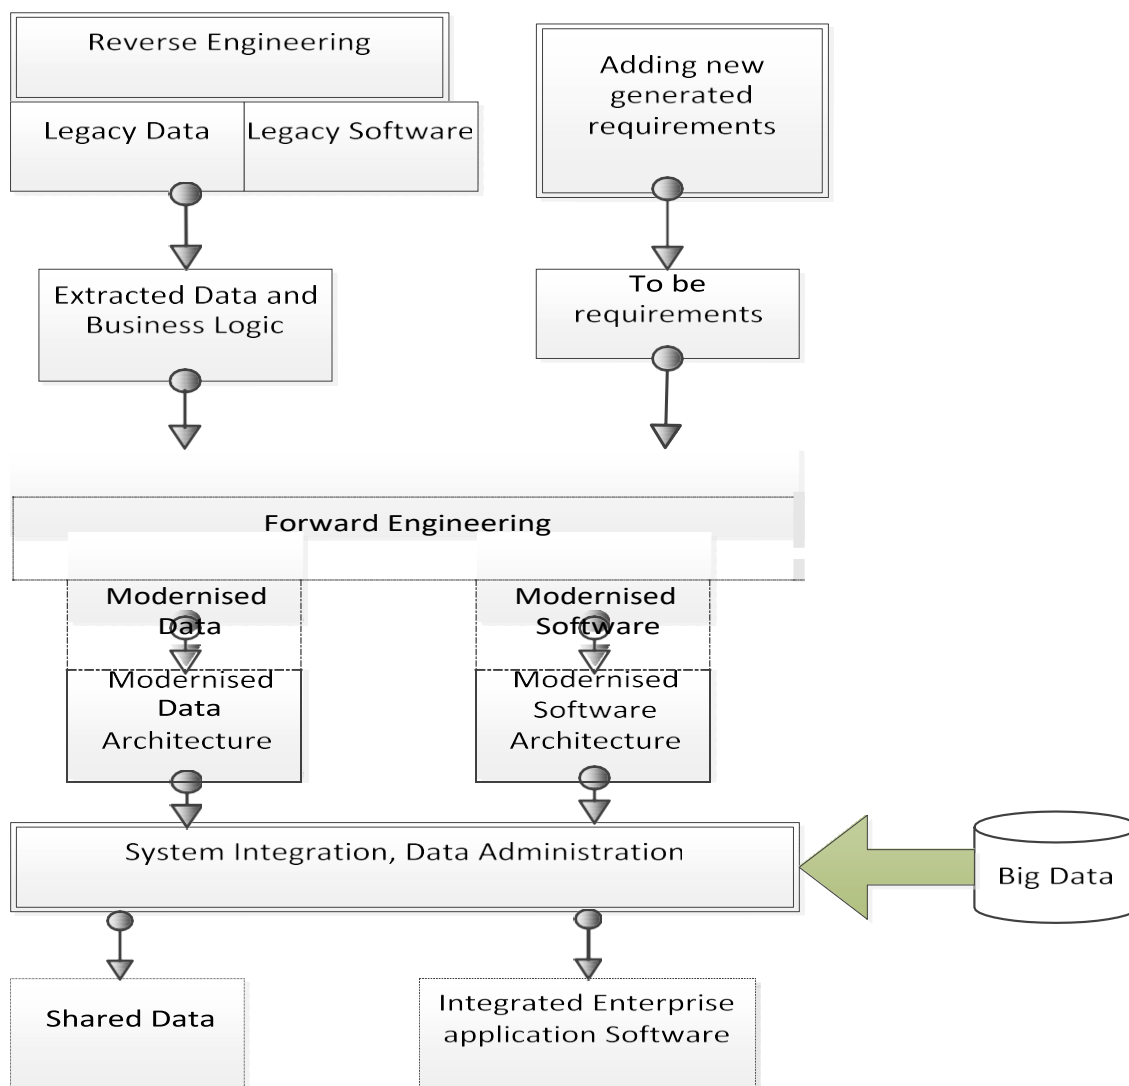 Reverse Engineering
Legacy Data
Legacy Software
Adding new
generated
requirements
Extracted Data and
Business Logic
To be
requirements
Forward Engineering
Modernised
Data
Modernised
Software
Modernised
Data
Architecture
Modernised
Software
Architecture
System Integration, Data Administration
Big Data
Shared Data
Integrated Enterprise
application Software